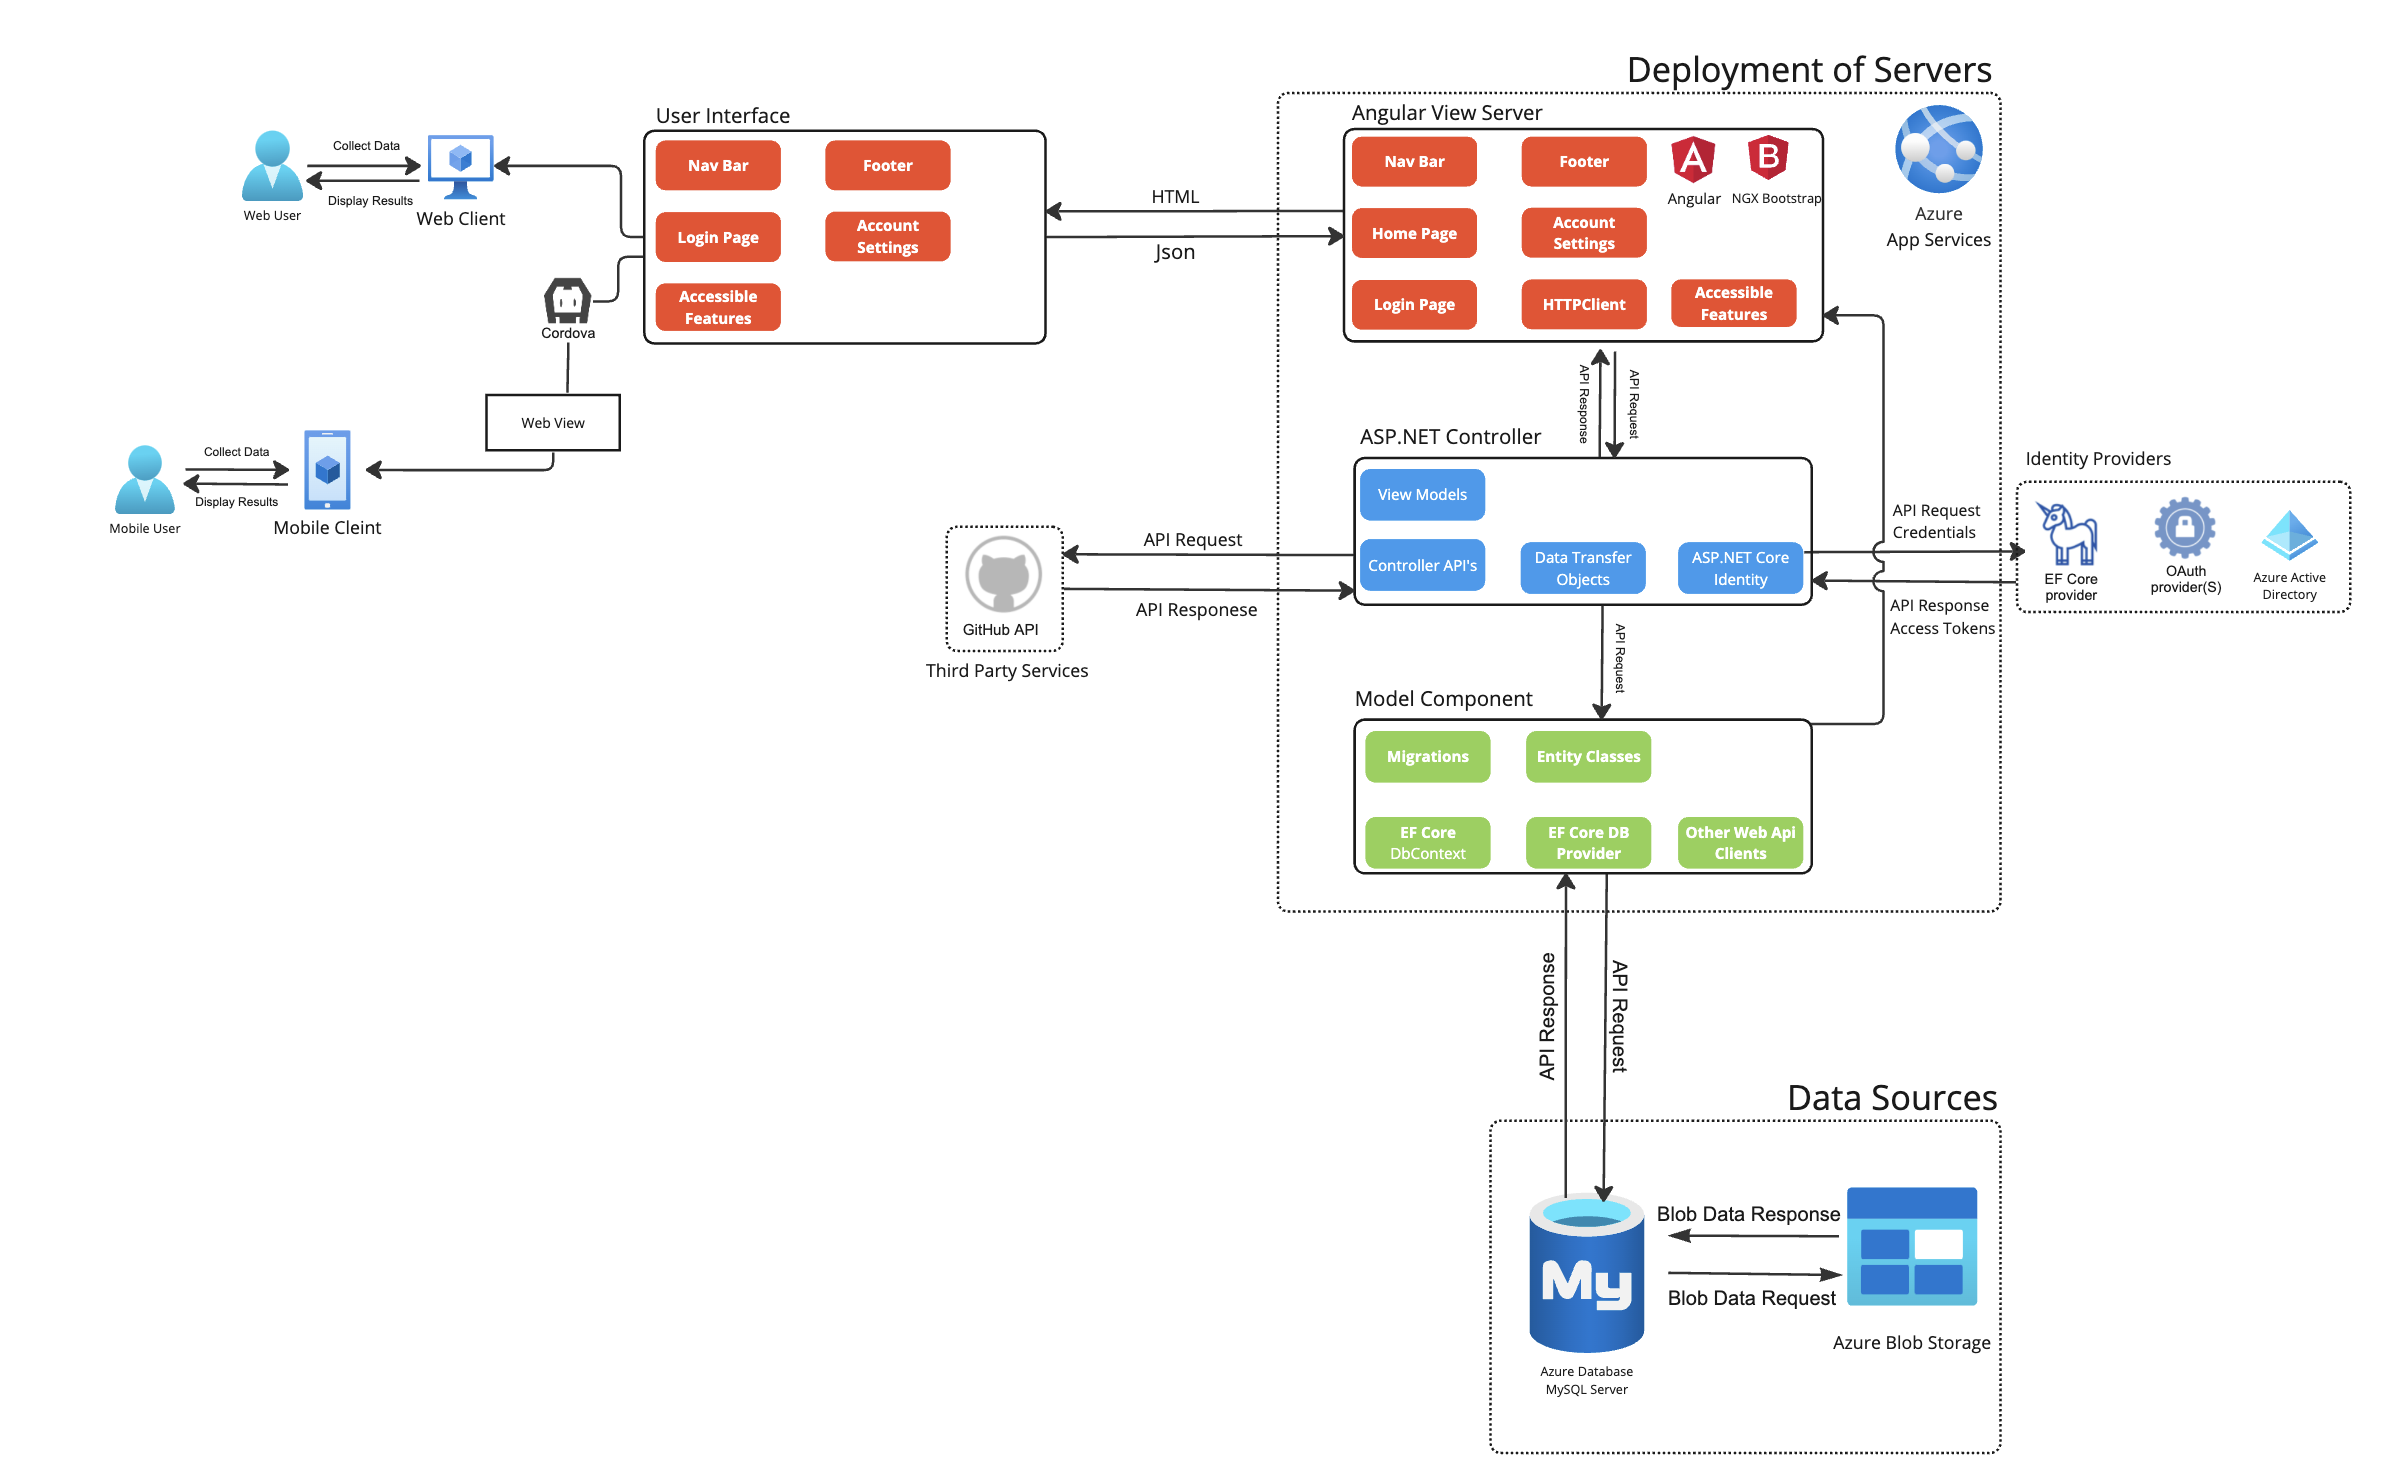 Deployment of Servers
User Interface
Nav Bar
Footer
Login Page
Account
Settings
Accessible
Features
Collect Data
Display Results
Web User
Web Client
Cordova
Web View
Collect Data
Display Results
Mobile User
Mobile Cleint
HTML
Json
Angular View Server
Nav Bar
Footer
Angular
NGX Bootstrap
Home Page
Account
Settings
Login Page
HTTPClient
Accessible
Features
Azure
App Services
API Response
API Request
ASP.NET Controller
View Models
Controller API's
Data Transfer
Objects
ASP.NET Core
Identity
API Request
API Responese
GitHub API
Third Party Services
API Request
Credentials
API Response
Access Tokens
Identity Providers
EF Core
provider
OAuth
provider(S)
Azure Active
Directory
API Request
Model Component
Migrations
Entity Classes
EF Core
DbContext
EF Core DB
Provider
Other Web Api
Clients
API Response
API Request
Data Sources
My
Azure Database
MySQL Server
Blob Data Response
Blob Data Request
Azure Blob Storage